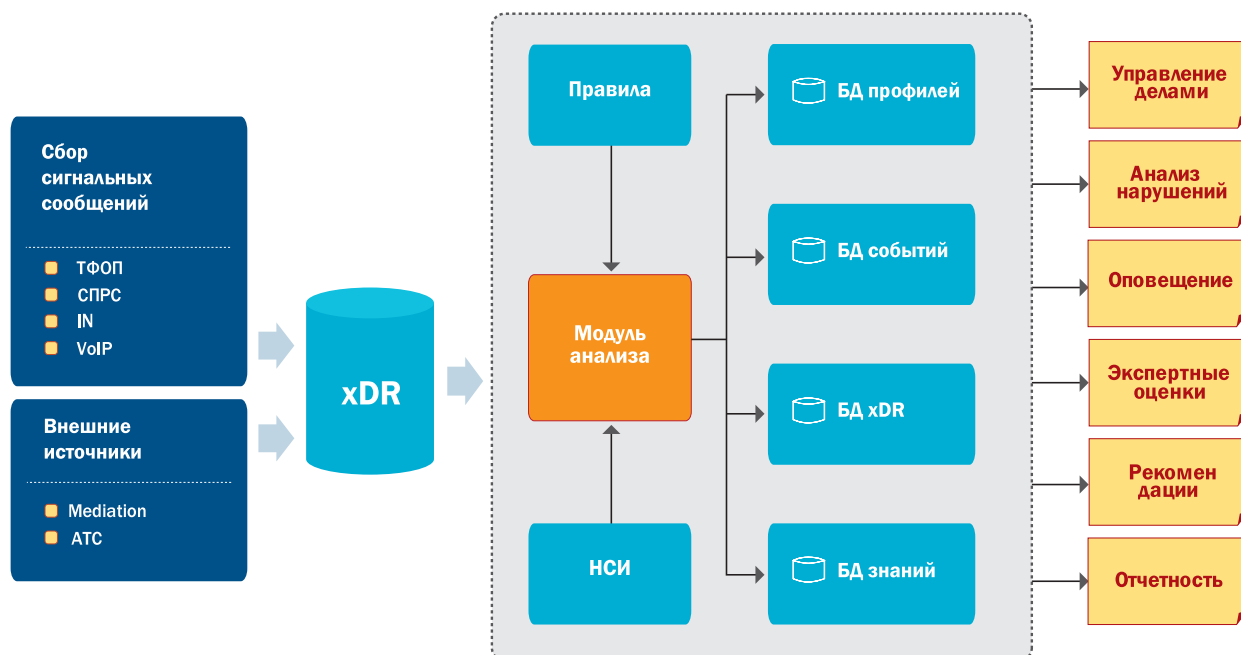 Сбор
сигнальных
сообщений
ТФОП
СПРС
IN
VoIP
Внешние
источники
Mediation
АТС
xDR
Правила
Модуль
анализа
НСИ
БД профилей
БД событий
БД xDR
БД знаний
Управление
делами
Анализ
нарушений
Оповещение
Экспертные
оценки
Рекомен
дации
Отчетность